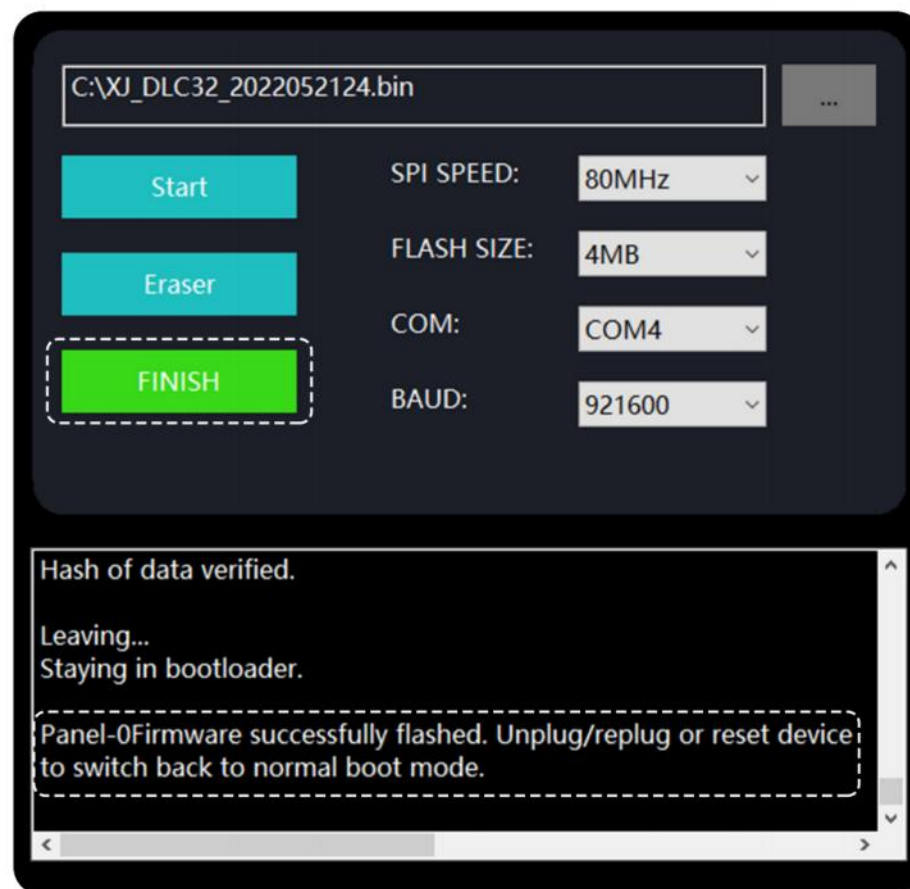 C:\XJ_DLC32_2022052124.bin
...
Start
SPI SPEED:
80MHz
Eraser
FLASH SIZE:
4MB
COM:
COM4
FINISH
BAUD:
921600
Hash of data verified.
Leaving...
Staying in bootloader.
Panel-0Firmware successfully flashed. Unplug/replug or reset device
to switch back to normal boot mode.